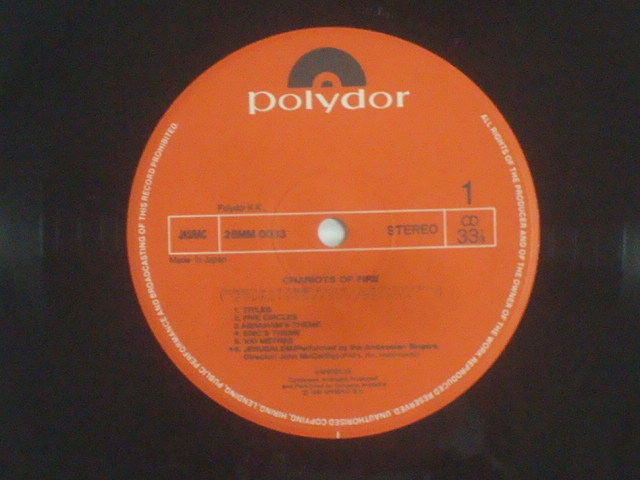 polydor
1
Polydor K.K.
JASRAC
STEREO
33⅓
Made in Japan
CHARIOTS OF FIRE
1. TITLES
2. FIVE CIRCLES
3. ABRAHAM'S THEME
4. ERIC'S THEME
5. 100 METRES
6. JERUSALEM (Performed by the Ambrosian Singers
Director: John McCarthy)
VANGELIS
ALL RIGHTS OF THE PRODUCER AND OF THE OWNER OF THE WORK REPRODUCED RESERVED. UNAUTHORISED COPYING, HIRING, LENDING, PUBLIC PERFORMANCE AND BROADCASTING OF THIS RECORD PROHIBITED.